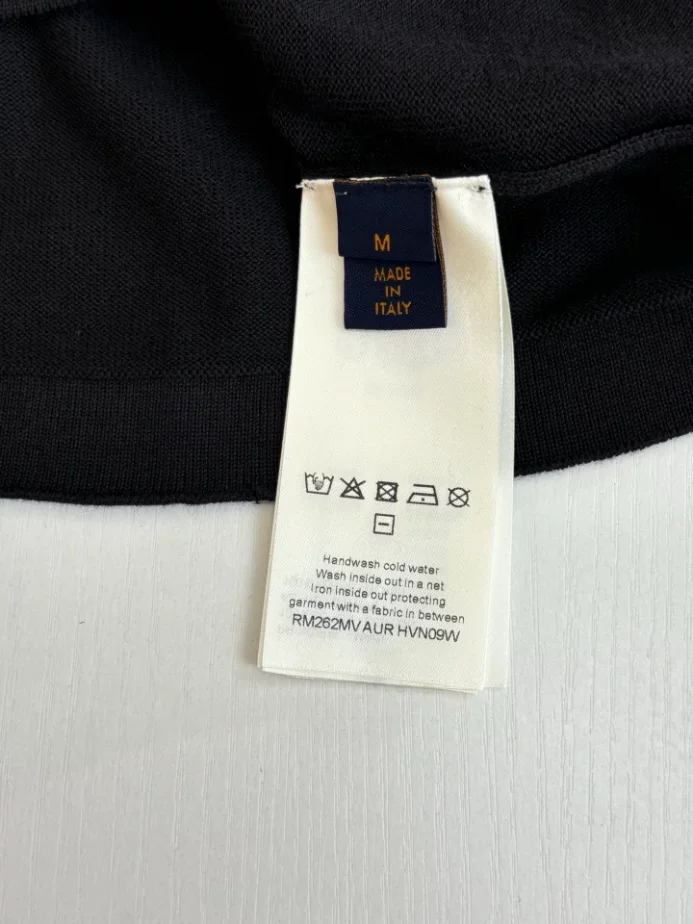 M
MADE
IN
ITALY
Handwash cold water
Wash inside out in a net
Iron inside out protecting
garment with a fabric in between
RM262MV AUR HVN09W